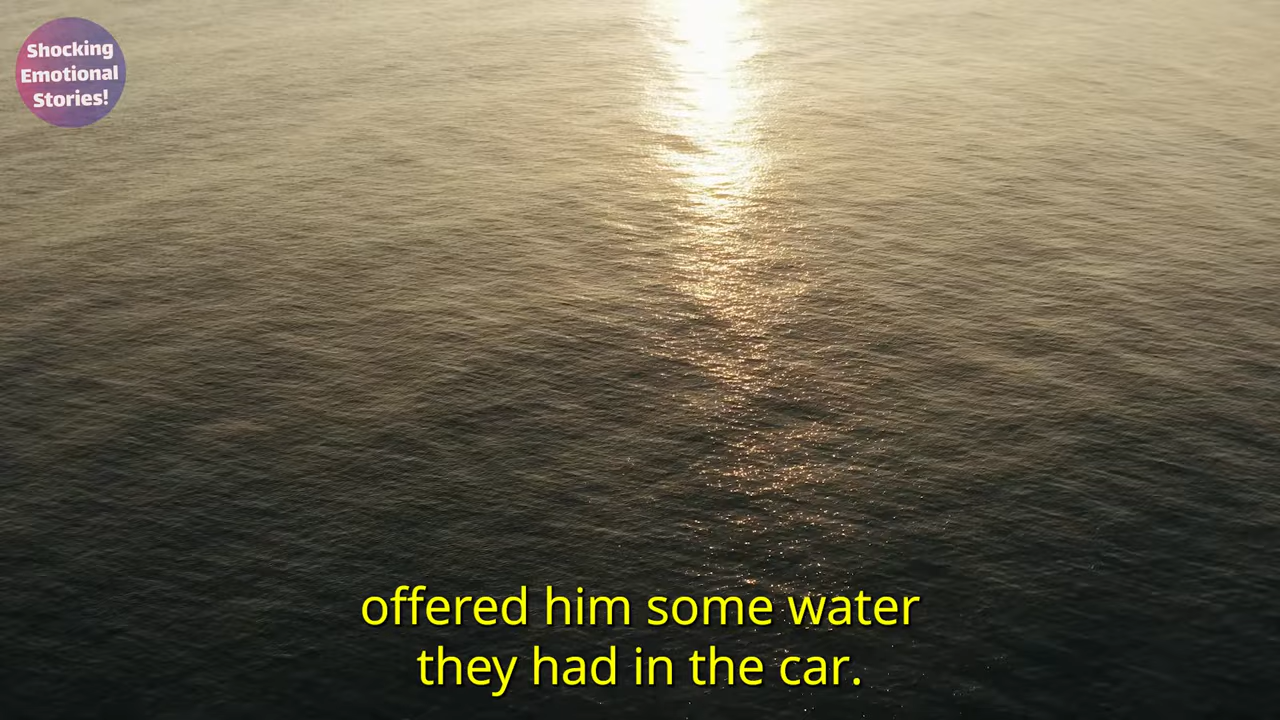 Shocking
Emotional
Stories!
offered him some water
they had in the car.